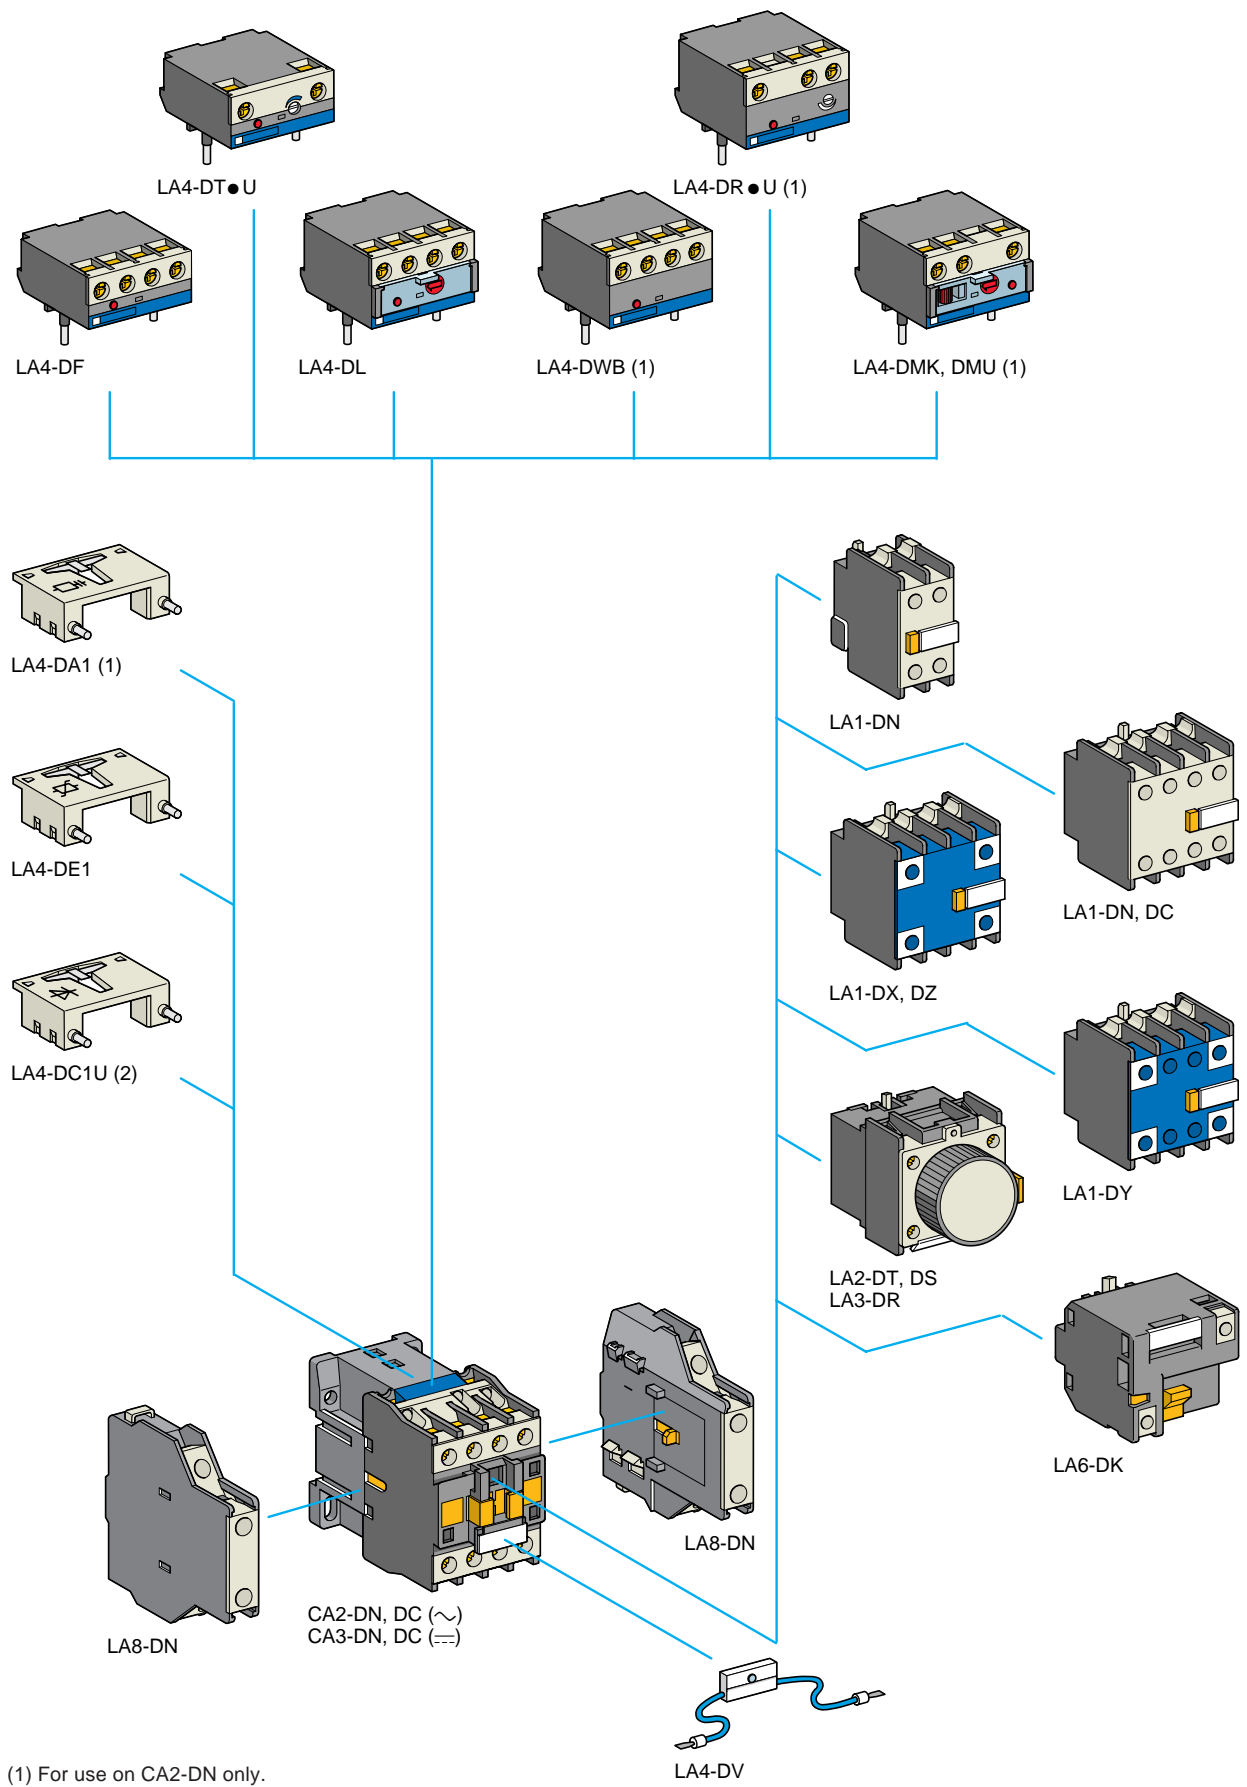 LA4-DT●U
LA4-DR●U (1)
LA4-DF
LA4-DL
LA4-DWB (1)
LA4-DMK, DMU (1)
LA4-DA1 (1)
LA1-DN
LA4-DE1
LA1-DN, DC
LA1-DX, DZ
LA4-DC1U (2)
LA1-DY
LA2-DT, DS
LA3-DR
LA6-DK
LA8-DN
CA2-DN, DC (∼)
CA3-DN, DC (⎓)
LA8-DN
LA4-DV
(1) For use on CA2-DN only.